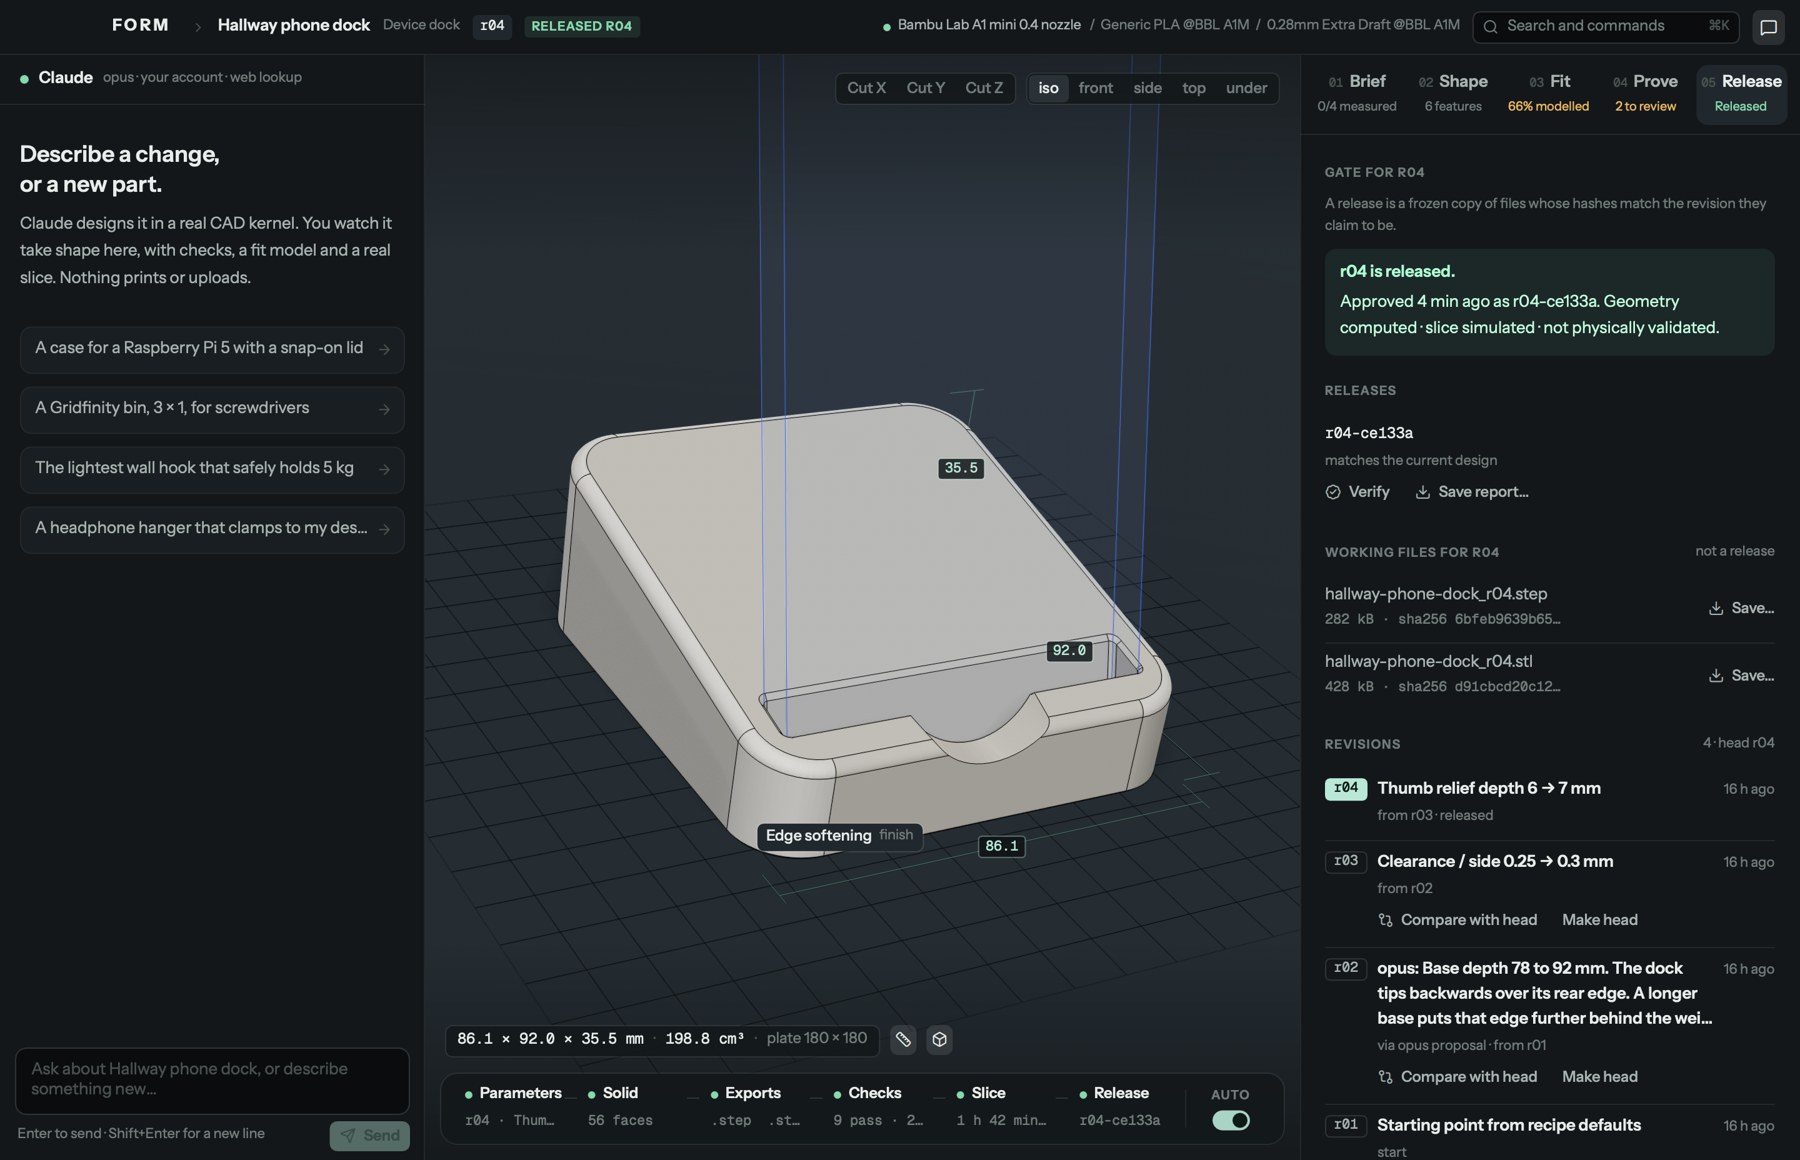 FORM
Hallway phone dock Device dock r04 RELEASED R04
Bambu Lab A1 mini 0.4 nozzle / Generic PLA @BBL A1M / 0.28mm Extra Draft @BBL A1M
Search and commands ⌘K
Claude opus · your account · web lookup
Describe a change,
or a new part.
Claude designs it in a real CAD kernel. You watch it
take shape here, with checks, a fit model and a real
slice. Nothing prints or uploads.
A case for a Raspberry Pi 5 with a snap-on lid
A Gridfinity bin, 3 × 1, for screwdrivers
The lightest wall hook that safely holds 5 kg
A headphone hanger that clamps to my des...
Ask about Hallway phone dock, or describe
something new...
Enter to send · Shift+Enter for a new line
Send
Cut X Cut Y Cut Z
iso front side top under
35.5
92.0
Edge softening finish
86.1
86.1 × 92.0 × 35.5 mm · 198.8 cm³ · plate 180 × 180
Parameters
r04 · Thum…
Solid
56 faces
Exports
.step .st…
Checks
9 pass · 2…
Slice
1 h 42 min…
Release
r04-ce133a
AUTO
01 Brief
0/4 measured
02 Shape
6 features
03 Fit
66% modelled
04 Prove
2 to review
05 Release
Released
GATE FOR R04
A release is a frozen copy of files whose hashes match the revision they
claim to be.
r04 is released.
Approved 4 min ago as r04-ce133a. Geometry
computed · slice simulated · not physically validated.
RELEASES
r04-ce133a
matches the current design
Verify Save report...
WORKING FILES FOR R04 not a release
hallway-phone-dock_r04.step
282 kB · sha256 6bfeb9639b65…
Save...
hallway-phone-dock_r04.stl
428 kB · sha256 d91cbcd20c12…
Save...
REVISIONS 4 · head r04
r04 Thumb relief depth 6 → 7 mm 16 h ago
from r03 · released
r03 Clearance / side 0.25 → 0.3 mm 16 h ago
from r02
Compare with head Make head
r02 opus: Base depth 78 to 92 mm. The dock 16 h ago
tips backwards over its rear edge. A longer
base puts that edge further behind the wei...
via opus proposal · from r01
Compare with head Make head
r01 Starting point from recipe defaults 16 h ago
start